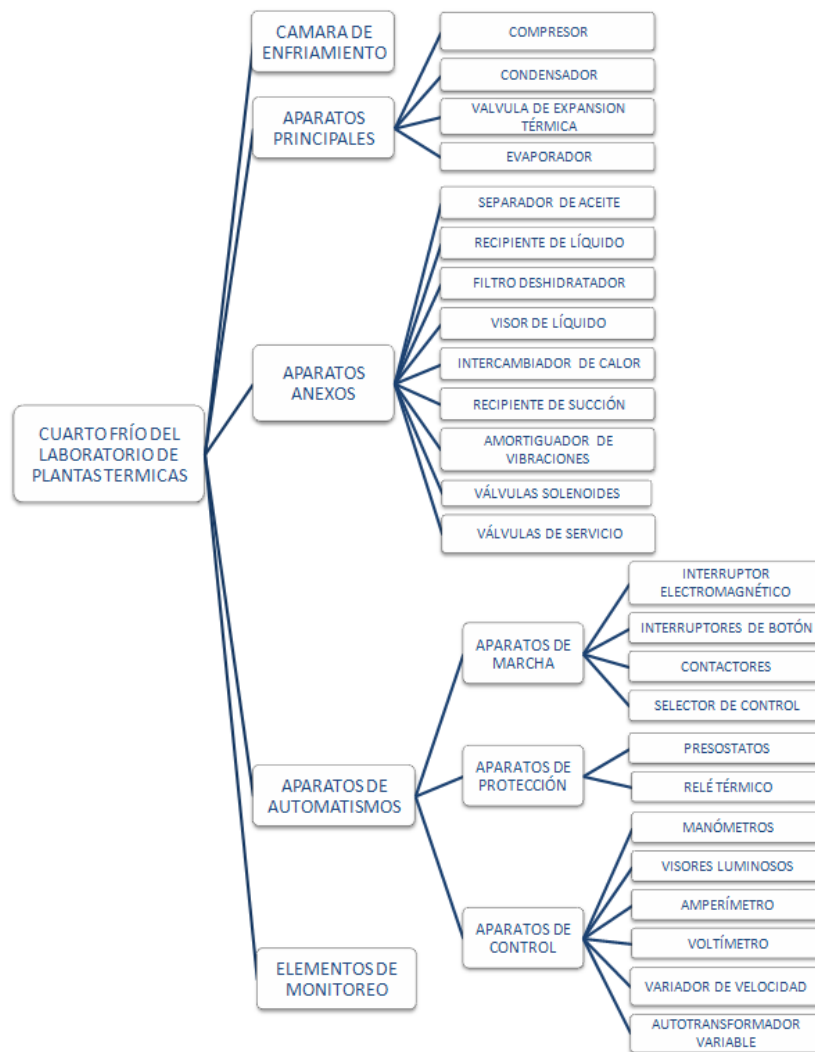 CAMARA DE
ENFRIAMIENTO
COMPRESOR
CONDENSADOR
APARATOS
PRINCIPALES
VALVULA DE EXPANSION
TÉRMICA
EVAPORADOR
SEPARADOR DE ACEITE
RECIPIENTE DE LÍQUIDO
FILTRO DESHIDRATADOR
VISOR DE LÍQUIDO
APARATOS
ANEXOS
INTERCAMBIADOR DE CALOR
RECIPIENTE DE SUCCIÓN
AMORTIGUADOR DE
VIBRACIONES
VÁLVULAS SOLENOIDES
VÁLVULAS DE SERVICIO
CUARTO FRÍO DEL
LABORATORIO DE
PLANTAS TERMICAS
INTERRUPTOR
ELECTROMAGNÉTICO
INTERRUPTORES DE BOTÓN
APARATOS DE
MARCHA
CONTACTORES
SELECTOR DE CONTROL
APARATOS DE
AUTOMATISMOS
APARATOS DE
PROTECCIÓN
PRESOSTATOS
RELÉ TÉRMICO
MANÓMETROS
VISORES LUMINOSOS
AMPERÍMETRO
APARATOS DE
CONTROL
VOLTÍMETRO
VARIADOR DE VELOCIDAD
AUTOTRANSFORMADOR
VARIABLE
ELEMENTOS DE
MONITOREO